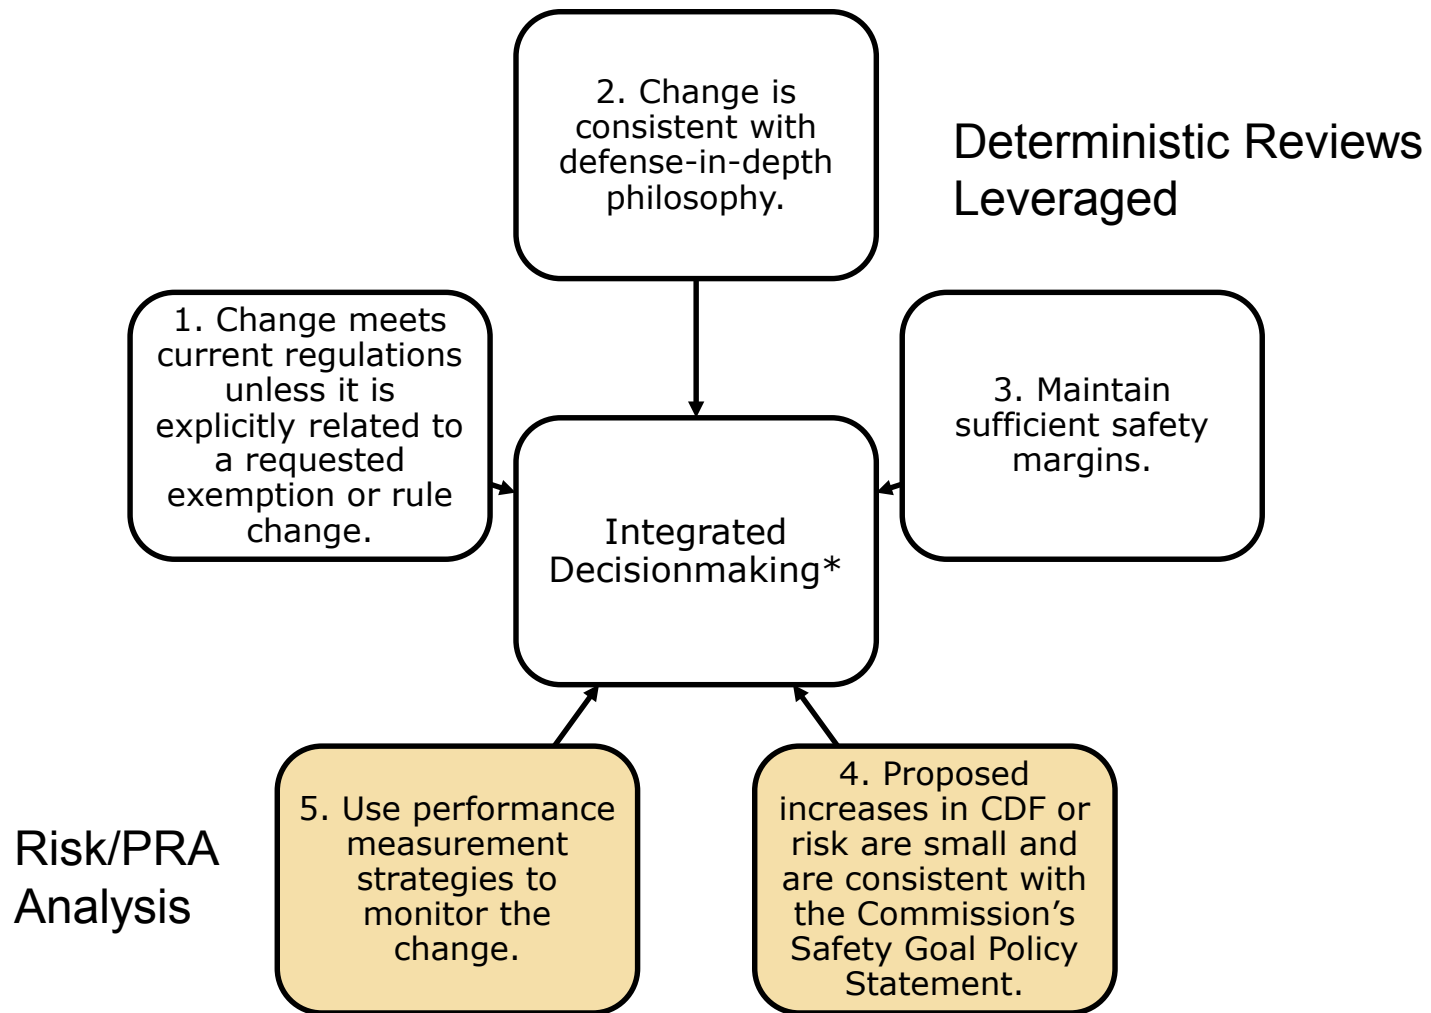 2. Change is
consistent with
defense-in-depth
philosophy.
Deterministic Reviews
Leveraged
1. Change meets
current regulations
unless it is
explicitly related to
a requested
exemption or rule
change.
3. Maintain
sufficient safety
margins.
Integrated
Decisionmaking*
Risk/PRA
Analysis
5. Use performance
measurement
strategies to
monitor the
change.
4. Proposed
increases in CDF or
risk are small and
are consistent with
the Commission’s
Safety Goal Policy
Statement.